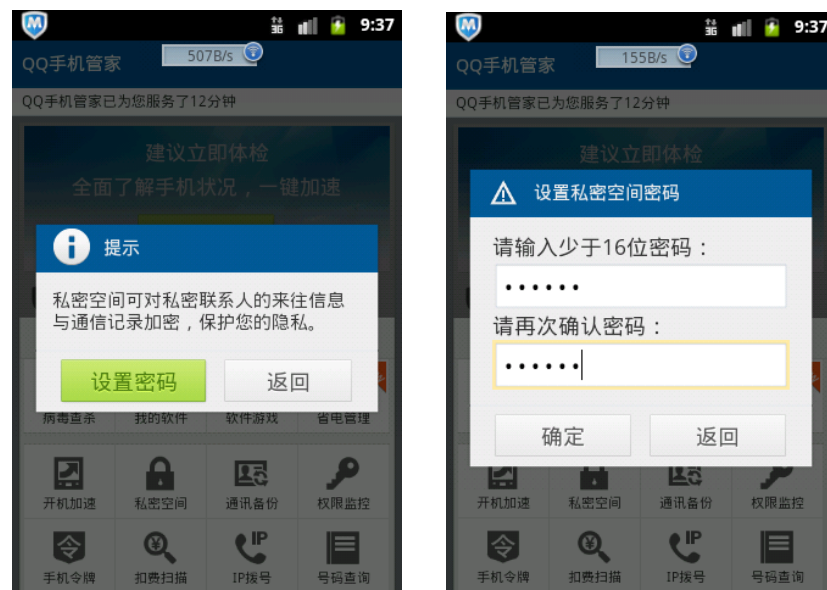 3G
9:37
QQ手机管家
507B/s
QQ手机管家已为您服务了12分钟
建议立即体检
全面了解手机状况，一键加速
提示
私密空间可对私密联系人的来往信息
与通信记录加密，保护您的隐私。
设置密码
返回
病毒查杀
我的软件
软件游戏
省电管理
开机加速
私密空间
通讯备份
权限监控
手机令牌
扣费扫描
IP拨号
号码查询
3G
9:37
QQ手机管家
155B/s
QQ手机管家已为您服务了12分钟
建议立即体检
设置私密空间密码
请输入少于16位密码：
••••••
请再次确认密码：
••••••
确定
返回
开机加速
私密空间
通讯备份
权限监控
手机令牌
扣费扫描
IP拨号
号码查询